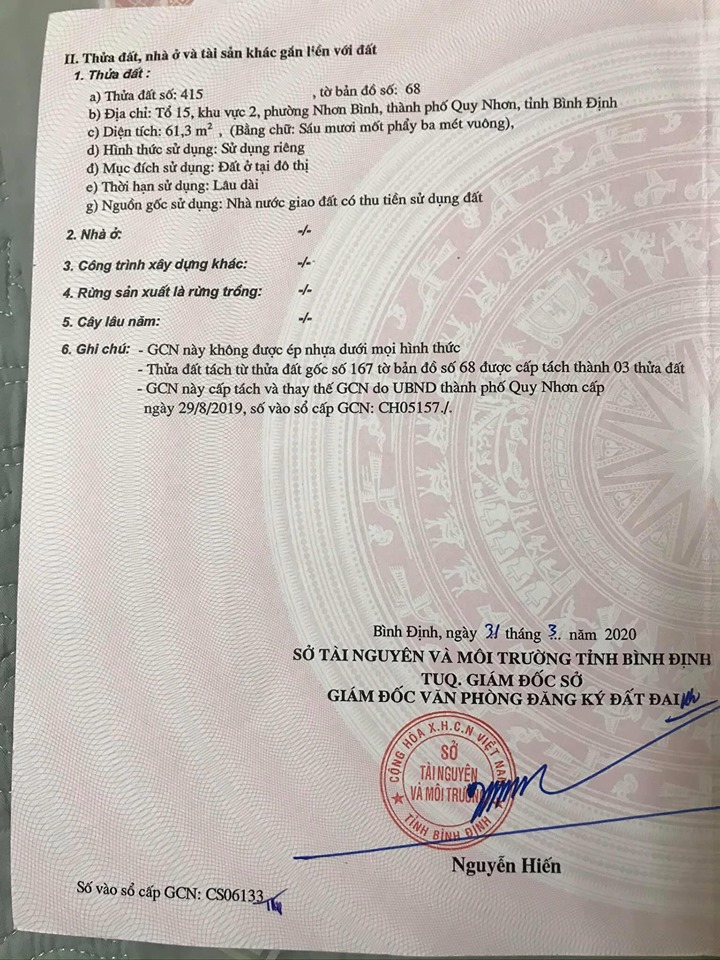 II. Thửa đất, nhà ở và tài sản khác gắn liền với đất
1. Thửa đất :
a) Thửa đất số: 415 , tờ bản đồ số: 68
b) Địa chỉ: Tổ 15, khu vực 2, phường Nhơn Bình, thành phố Quy Nhơn, tỉnh Bình Định
c) Diện tích: 61,3 m² , (Bằng chữ: Sáu mươi mốt phẩy ba mét vuông),
d) Hình thức sử dụng: Sử dụng riêng
đ) Mục đích sử dụng: Đất ở tại đô thị
e) Thời hạn sử dụng: Lâu dài
g) Nguồn gốc sử dụng: Nhà nước giao đất có thu tiền sử dụng đất
2. Nhà ở: -/-
3. Công trình xây dựng khác: -/-
4. Rừng sản xuất là rừng trồng: -/-
5. Cây lâu năm: -/-
6. Ghi chú: - GCN này không được ép nhựa dưới mọi hình thức
- Thửa đất tách từ thửa đất gốc số 167 tờ bản đồ số 68 được cấp tách thành 03 thửa đất
- GCN này cấp tách và thay thế GCN do UBND thành phố Quy Nhơn cấp
ngày 29/8/2019, số vào sổ cấp GCN: CH05157./.
Bình Định, ngày 31 tháng 3 năm 2020
SỞ TÀI NGUYÊN VÀ MÔI TRƯỜNG TỈNH BÌNH ĐỊNH
TUQ. GIÁM ĐỐC SỞ
GIÁM ĐỐC VĂN PHÒNG ĐĂNG KÝ ĐẤT ĐAI
CỘNG HÒA X.H.C.N VIỆT NAM
SỞ
TÀI NGUYÊN
VÀ MÔI TRƯỜNG
TỈNH BÌNH ĐỊNH
Nguyễn Hiến
Số vào sổ cấp GCN: CS06133